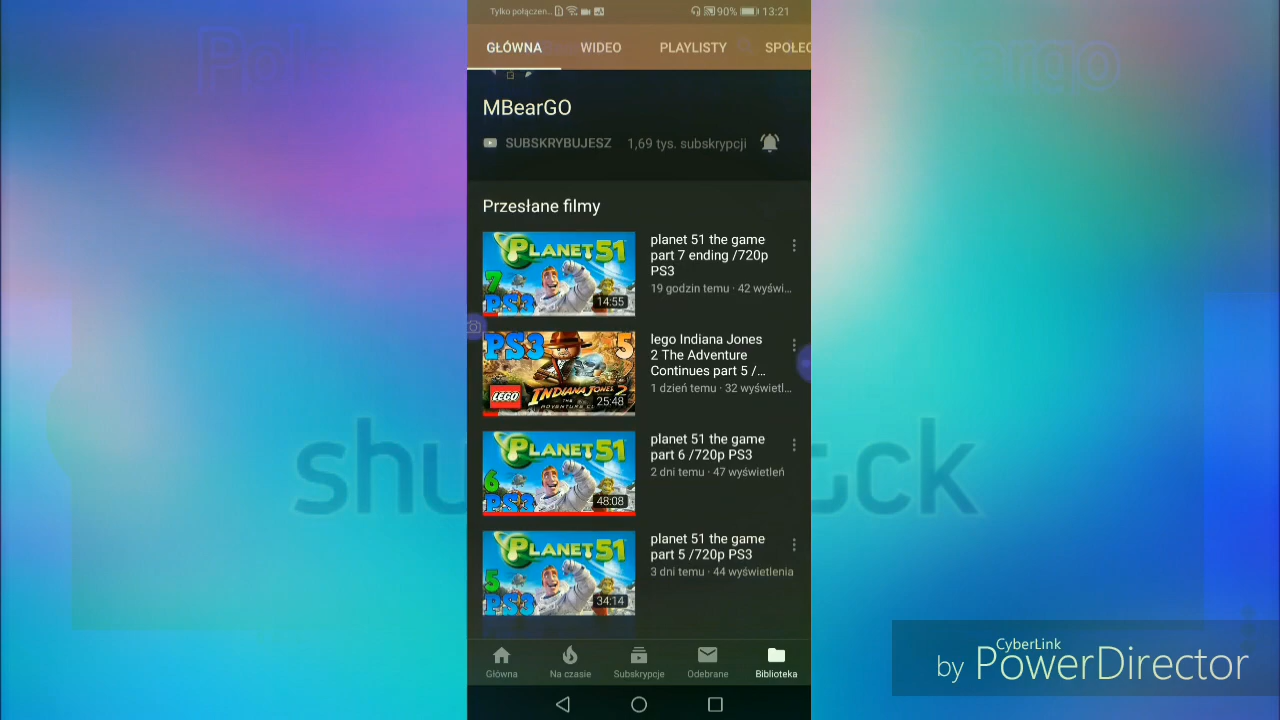 Tylko połączen...
90% 13:21
GŁÓWNA WIDEO PLAYLISTY SPOŁEC
MBearGO
SUBSKRYBUJESZ 1,69 tys. subskrypcji
Przesłane filmy
PLANET 51
7
PS3
14:55
planet 51 the game
part 7 ending /720p
PS3
19 godzin temu · 42 wyświ...
PS3 5
LEGO INDIANA JONES 2
THE
ADVENTURE
25:48
lego Indiana Jones
2 The Adventure
Continues part 5 /...
1 dzień temu · 32 wyświetl...
PLANET 51
6
PS3
48:08
planet 51 the game
part 6 /720p PS3
2 dni temu · 47 wyświetleń
PLANET 51
5
PS3
34:14
planet 51 the game
part 5 /720p PS3
3 dni temu · 44 wyświetlenia
Główna Na czasie Subskrypcje Odebrane Biblioteka
shu ck
CyberLink
by PowerDirector